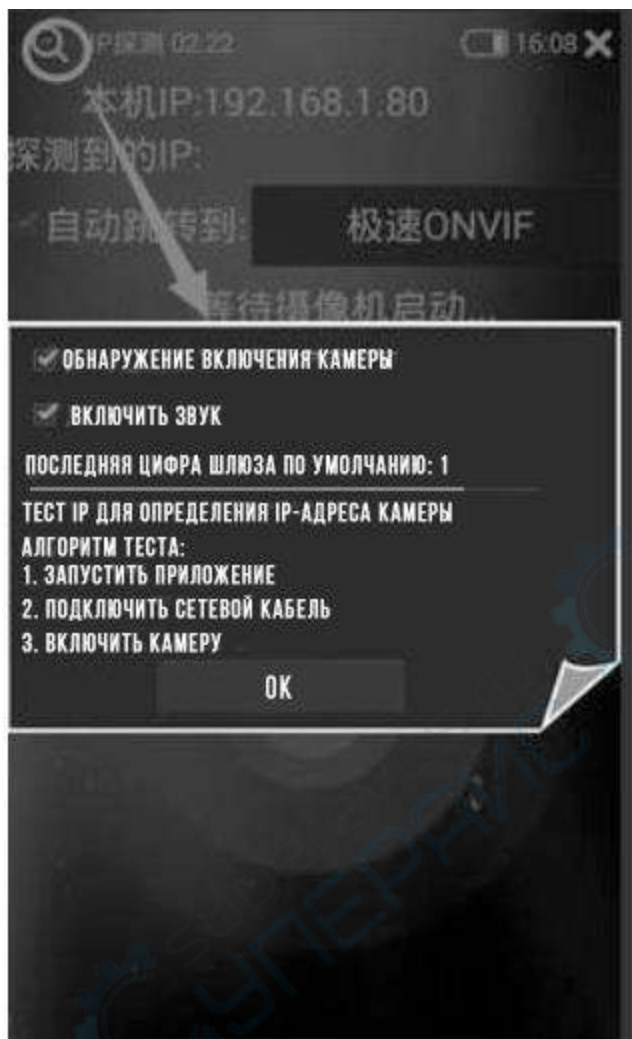 IP探测 02:22 16:08
本机IP:192.168.1.80
探测到的IP:
自动跳转到: 极速ONVIF
等待摄像机启动...
ОБНАРУЖЕНИЕ ВКЛЮЧЕНИЯ КАМЕРЫ
ВКЛЮЧИТЬ ЗВУК
ПОСЛЕДНЯЯ ЦИФРА ШЛЮЗА ПО УМОЛЧАНИЮ: 1
ТЕСТ IP ДЛЯ ОПРЕДЕЛЕНИЯ IP-АДРЕСА КАМЕРЫ
АЛГОРИТМ ТЕСТА:
1. ЗАПУСТИТЬ ПРИЛОЖЕНИЕ
2. ПОДКЛЮЧИТЬ СЕТЕВОЙ КАБЕЛЬ
3. ВКЛЮЧИТЬ КАМЕРУ
OK
СУПЕРАЙС